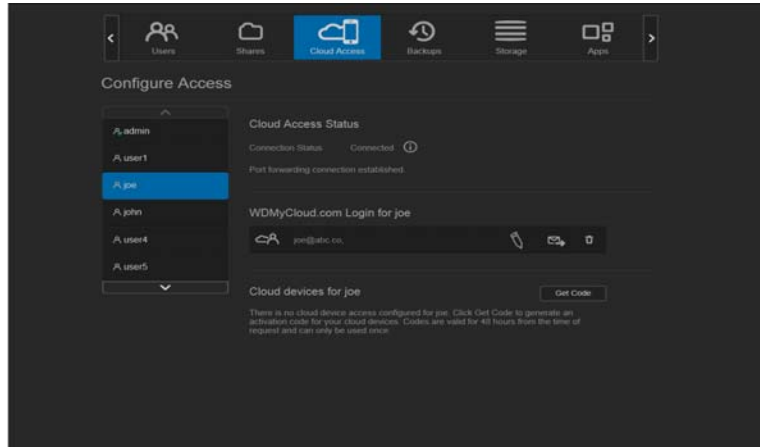 Users Shares Cloud Access Backups Storage Apps
Configure Access
admin
user1
joe
john
user4
user5
Cloud Access Status
Connection Status Connected
Port forwarding connection established.
WDMyCloud.com Login for joe
joe@abc.co,
Cloud devices for joe
Get Code
There is no cloud device access configured for joe. Click Get Code to generate an
activation code for your cloud devices. Codes are valid for 48 hours from the time of
request and can only be used once